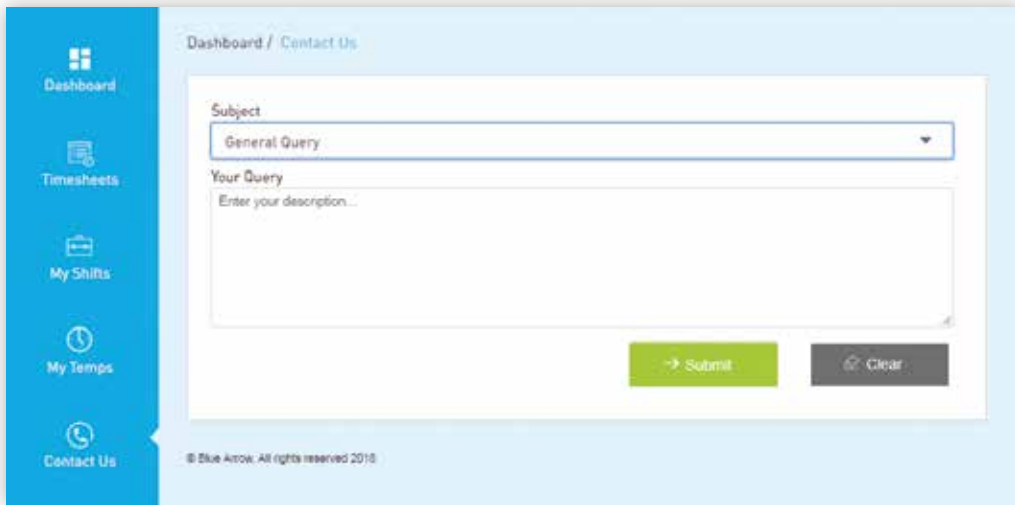 Dashboard
Timesheets
My Shifts
My Temps
Contact Us
Dashboard / Contact Us
Subject
General Query
Your Query
Enter your description...
Submit
Clear
© Blue Arrow. All rights reserved 2018